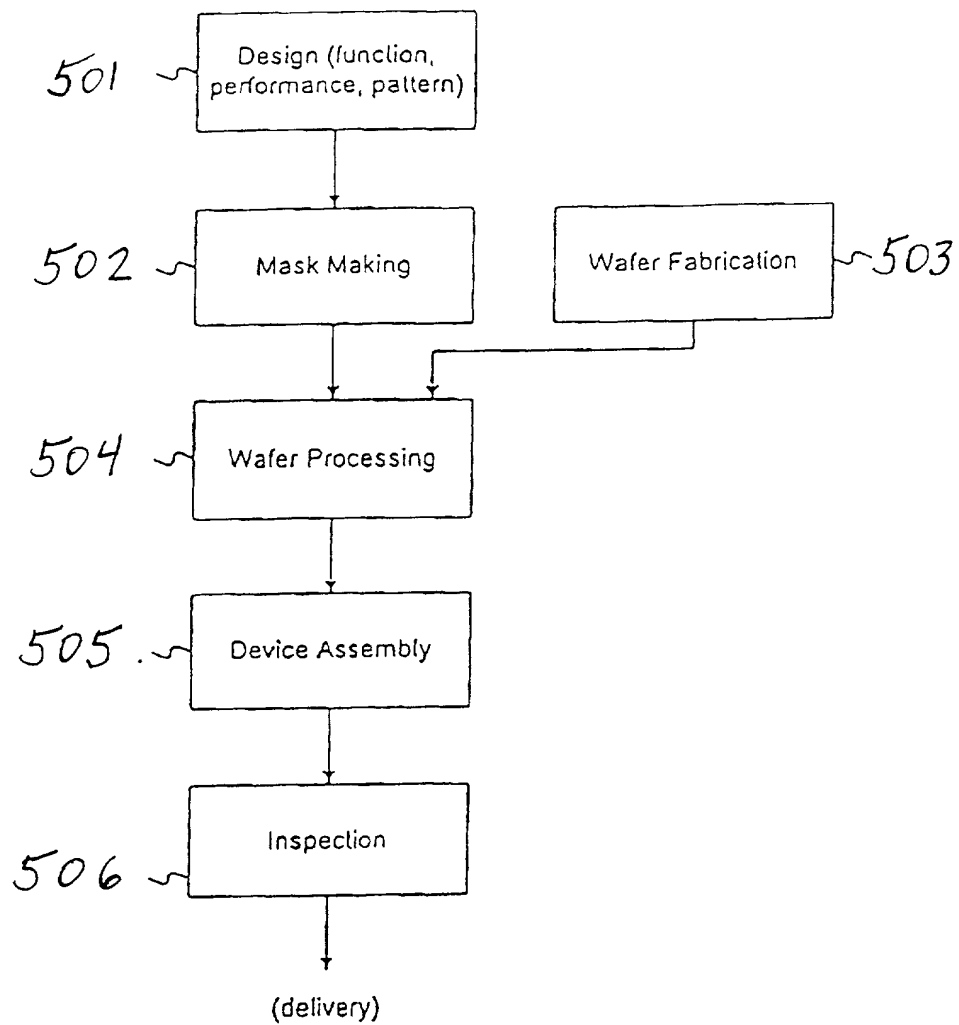 501
Design (function,
performance, pattern)
502
Mask Making
Wafer Fabrication
503
504
Wafer Processing
505.
Device Assembly
Inspection
506
(delivery)